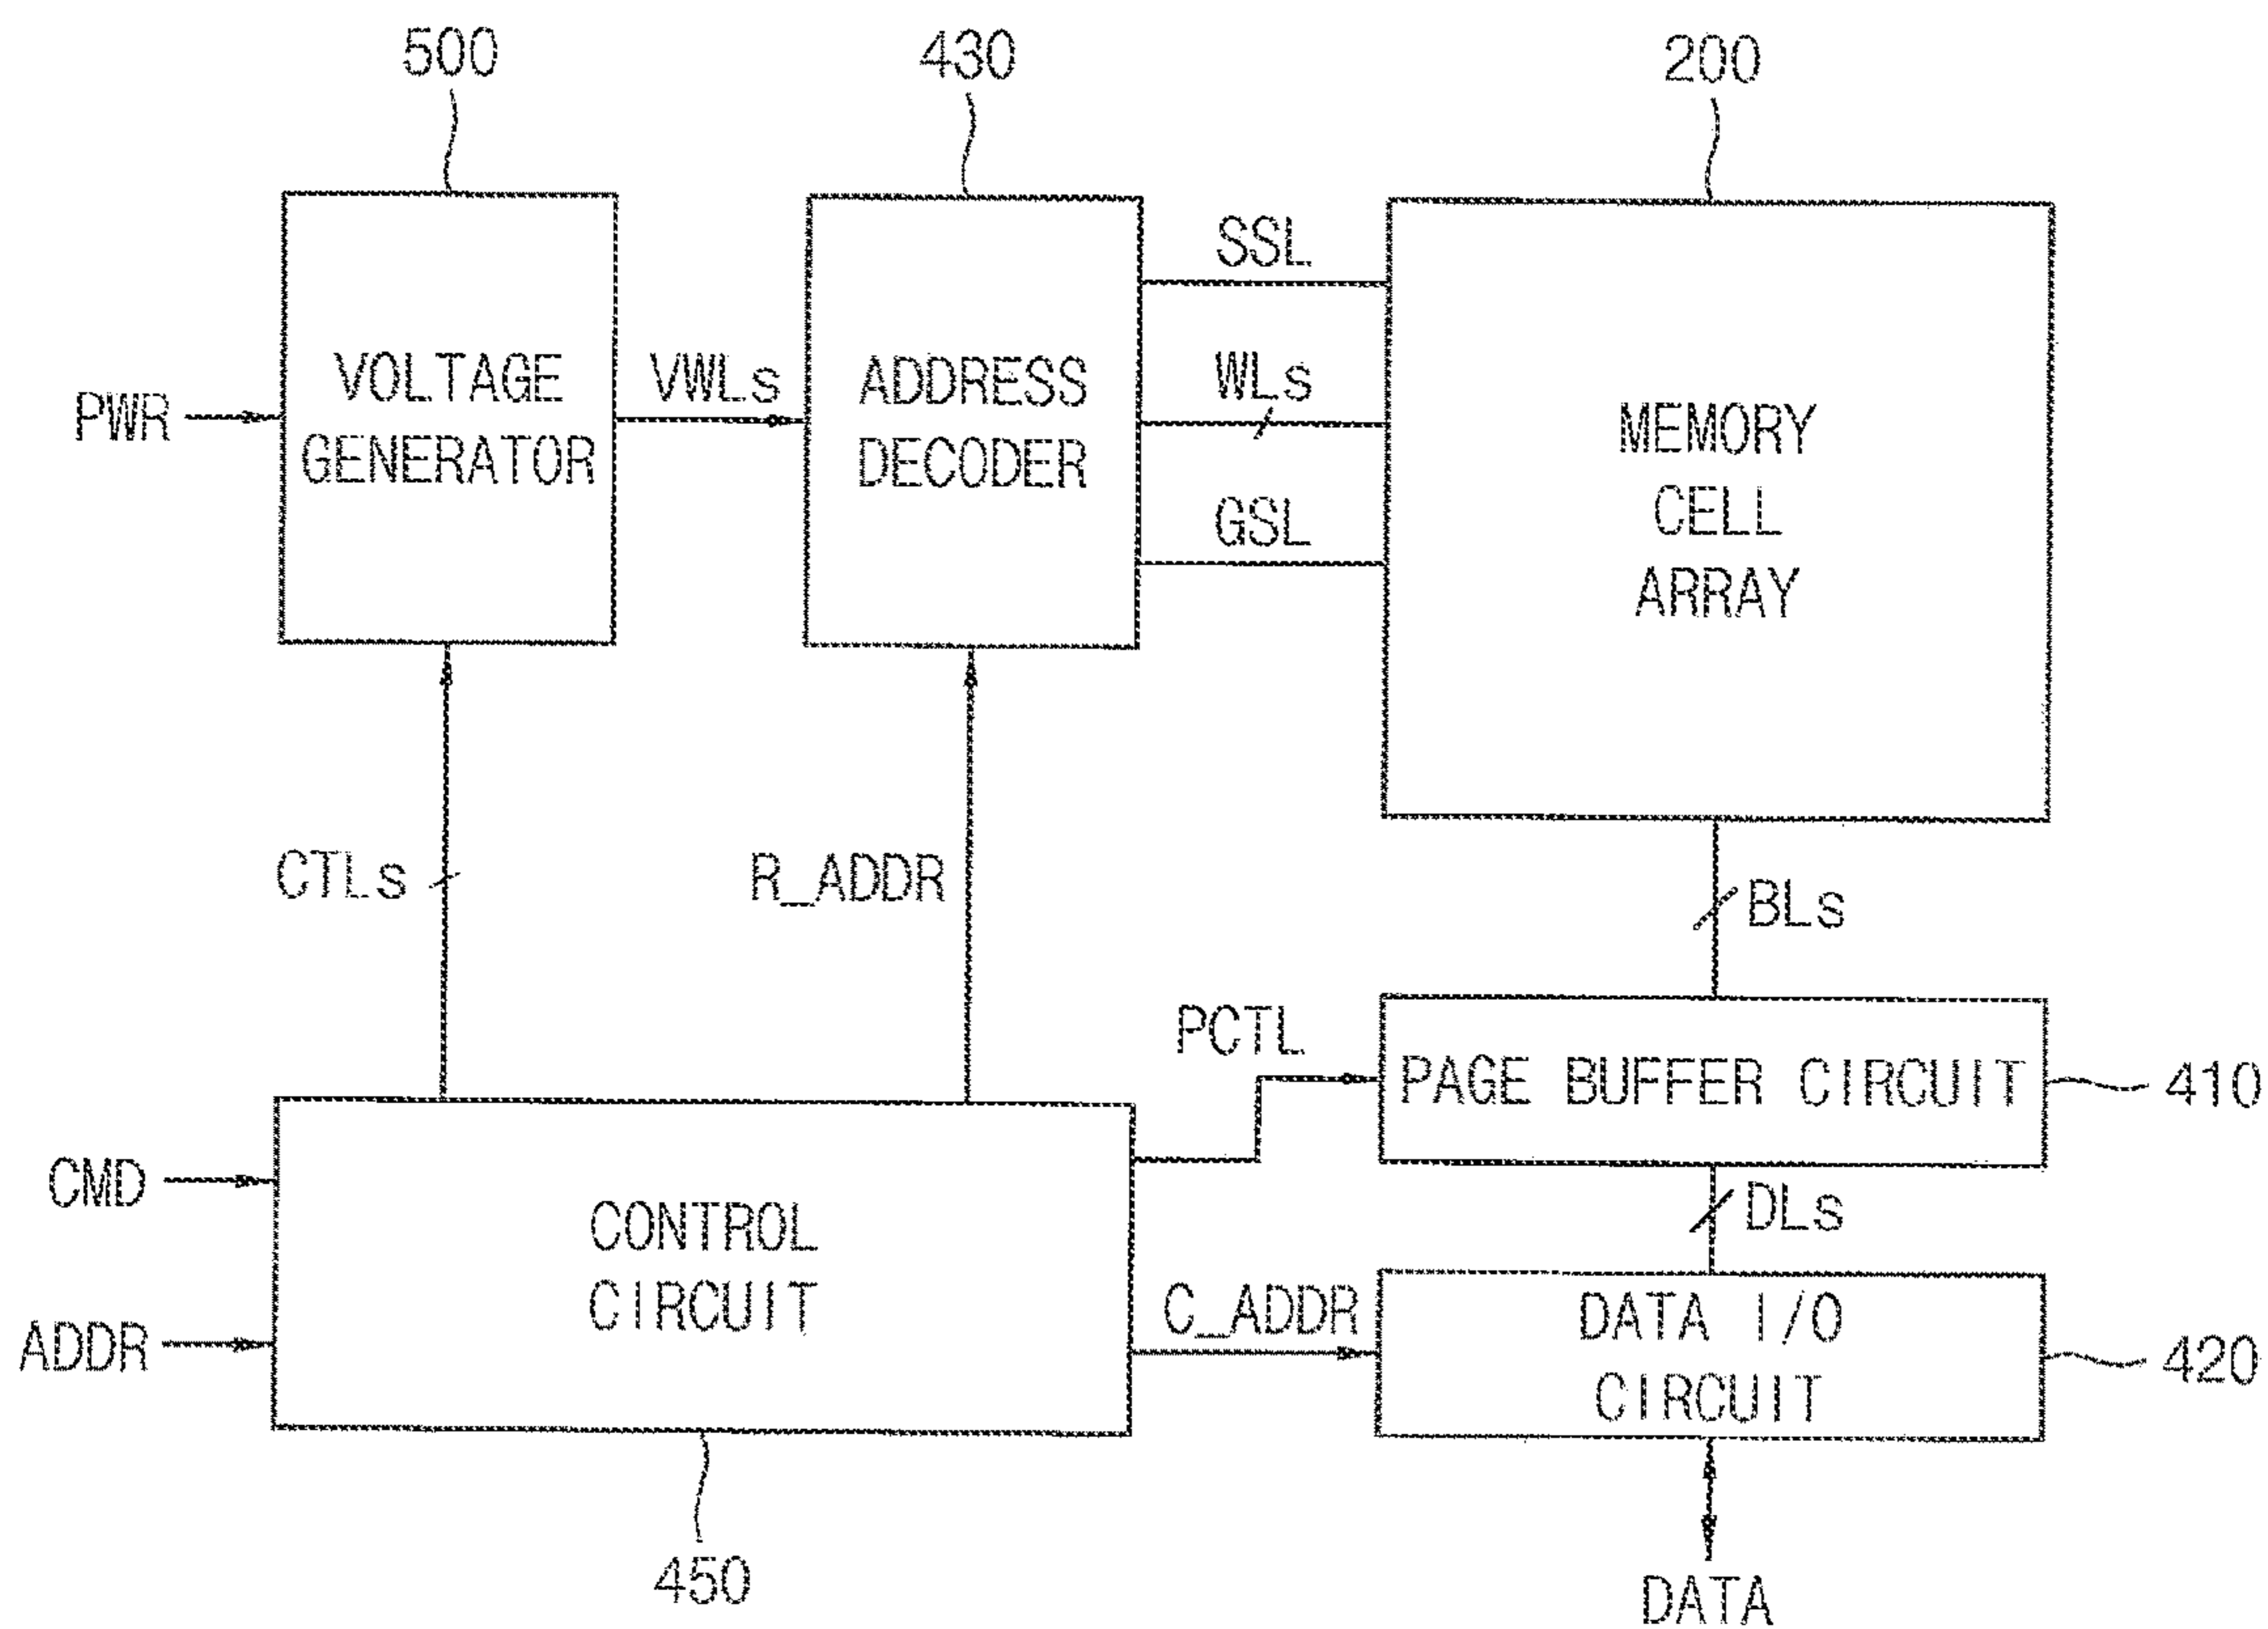 500
430
200
SSL
VOLTAGE
GENERATOR
VWLs
ADDRESS
DECODER
WLs
PWR
MEMORY
CELL
ARRAY
GSL
CTLs
R_ADDR
BLs
PCTL
PAGE BUFFER CIRCUIT
410
CMD
CONTROL
CIRCUIT
DLs
ADDR
C_ADDR
DATA I/O
CIRCUIT
420
450
DATA